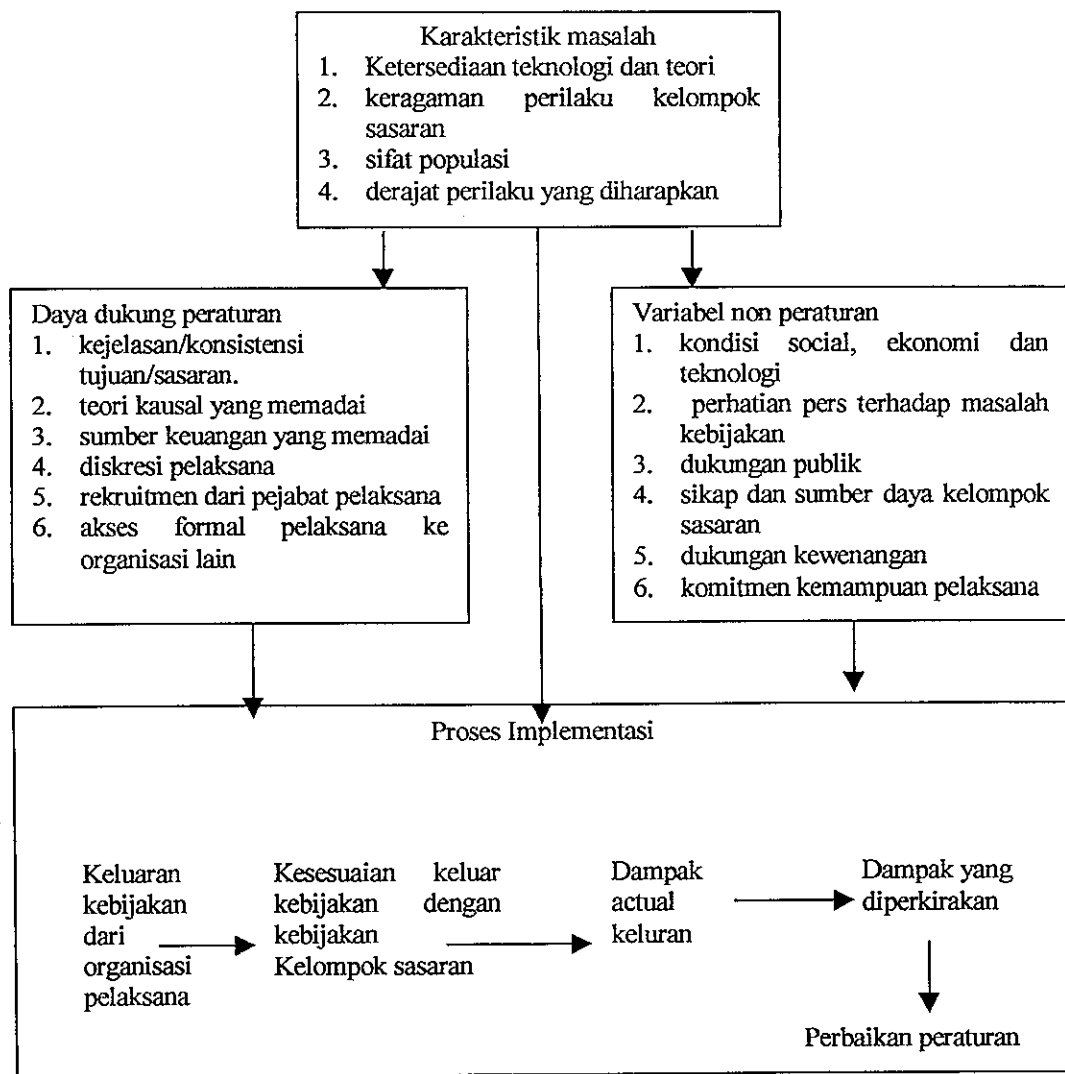 Karakteristik masalah
1. Ketersediaan teknologi dan teori
2. keragaman perilaku kelompok
sasaran
3. sifat populasi
4. derajat perilaku yang diharapkan
Daya dukung peraturan
1. kejelasan/konsistensi
tujuan/sasaran.
2. teori kausal yang memadai
3. sumber keuangan yang memadai
4. diskresi pelaksana
5. rekruitmen dari pejabat pelaksana
6. akses formal pelaksana ke
organisasi lain
Variabel non peraturan
1. kondisi social, ekonomi dan
teknologi
2. perhatian pers terhadap masalah
kebijakan
3. dukungan publik
4. sikap dan sumber daya kelompok
sasaran
5. dukungan kewenangan
6. komitmen kemampuan pelaksana
Proses Implementasi
Keluaran
kebijakan
dari
organisasi
pelaksana
Kesesuaian keluar
kebijakan dengan
kebijakan
Kelompok sasaran
Dampak
actual
keluran
Dampak yang
diperkirakan
Perbaikan peraturan